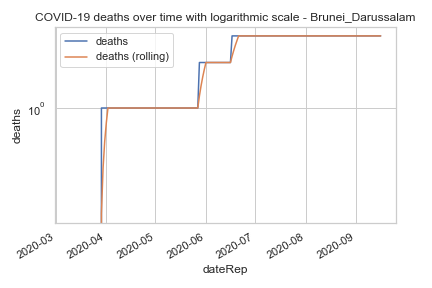 COVID-19 deaths over time with logarithmic scale - Brunei_Darussalam
deaths
deaths (rolling)
deaths
10⁰
2020-03
2020-04
2020-05
2020-06
2020-07
2020-08
2020-09
dateRep